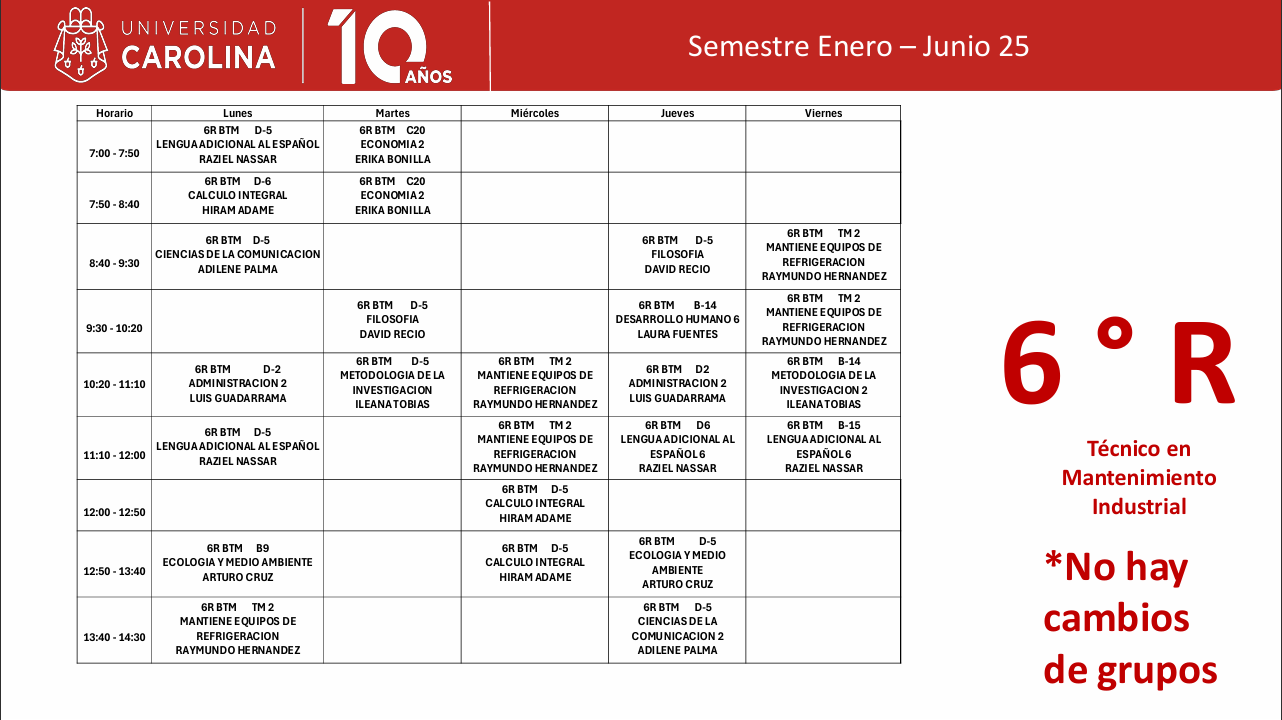 UNIVERSIDAD
CAROLINA
10
AÑOS
Semestre Enero – Junio 25
Horario Lunes Martes Miércoles Jueves Viernes
7:00 - 7:50
6R BTM D-5
LENGUA ADICIONAL AL ESPAÑOL
RAZIEL NASSAR
6R BTM C20
ECONOMIA 2
ERIKA BONILLA
7:50 - 8:40
6R BTM D-6
CALCULO INTEGRAL
HIRAM ADAME
6R BTM C20
ECONOMIA 2
ERIKA BONILLA
8:40 - 9:30
6R BTM D-5
CIENCIAS DE LA COMUNICACION
ADILENE PALMA
6R BTM D-5
FILOSOFIA
DAVID RECIO
6R BTM TM 2
MANTIENE EQUIPOS DE
REFRIGERACION
RAYMUNDO HERNANDEZ
9:30 - 10:20
6R BTM D-5
FILOSOFIA
DAVID RECIO
6R BTM B-14
DESARROLLO HUMANO 6
LAURA FUENTES
6R BTM TM 2
MANTIENE EQUIPOS DE
REFRIGERACION
RAYMUNDO HERNANDEZ
10:20 - 11:10
6R BTM D-2
ADMINISTRACION 2
LUIS GUADARRAMA
6R BTM D-5
METODOLOGIA DE LA
INVESTIGACION
ILEANA TOBIAS
6R BTM TM 2
MANTIENE EQUIPOS DE
REFRIGERACION
RAYMUNDO HERNANDEZ
6R BTM D2
ADMINISTRACION 2
LUIS GUADARRAMA
6R BTM B-14
METODOLOGIA DE LA
INVESTIGACION 2
ILEANA TOBIAS
11:10 - 12:00
6R BTM D-5
LENGUA ADICIONAL AL ESPAÑOL
RAZIEL NASSAR
6R BTM TM 2
MANTIENE EQUIPOS DE
REFRIGERACION
RAYMUNDO HERNANDEZ
6R BTM D6
LENGUA ADICIONAL AL
ESPAÑOL 6
RAZIEL NASSAR
6R BTM B-15
LENGUA ADICIONAL AL
ESPAÑOL 6
RAZIEL NASSAR
12:00 - 12:50
6R BTM D-5
CALCULO INTEGRAL
HIRAM ADAME
12:50 - 13:40
6R BTM B9
ECOLOGIA Y MEDIO AMBIENTE
ARTURO CRUZ
6R BTM D-5
CALCULO INTEGRAL
HIRAM ADAME
6R BTM D-5
ECOLOGIA Y MEDIO
AMBIENTE
ARTURO CRUZ
13:40 - 14:30
6R BTM TM 2
MANTIENE EQUIPOS DE
REFRIGERACION
RAYMUNDO HERNANDEZ
6R BTM D-5
CIENCIAS DE LA
COMUNICACION 2
ADILENE PALMA
6 ° R
Técnico en
Mantenimiento
Industrial
*No hay
cambios
de grupos